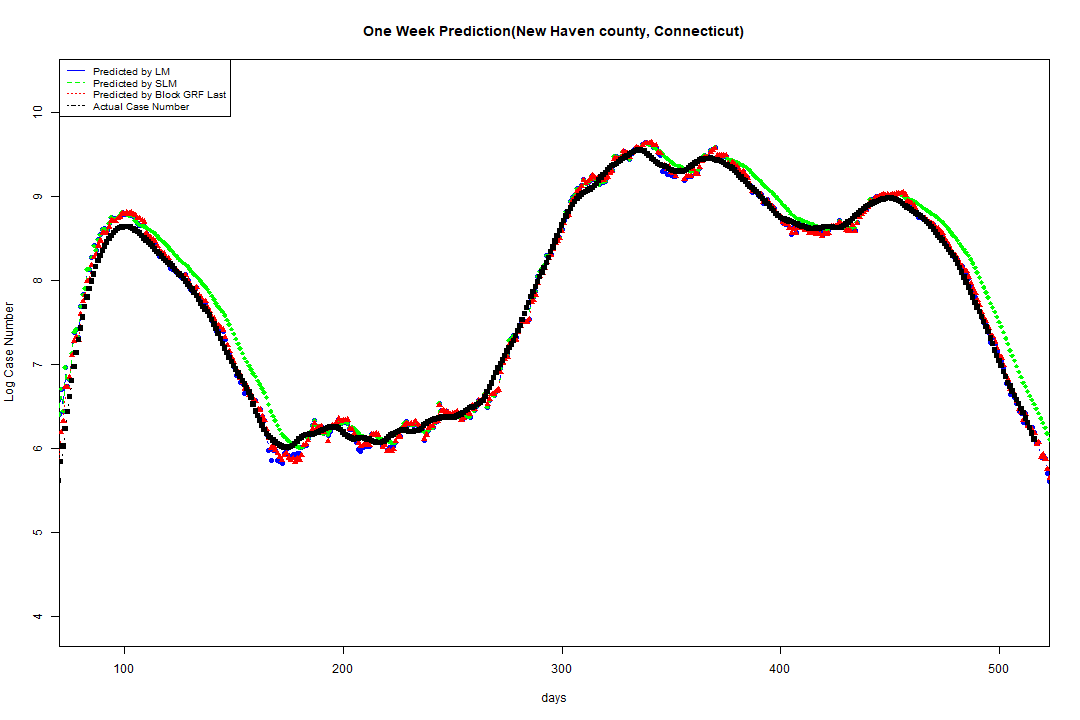 One Week Prediction(New Haven county, Connecticut)
Predicted by LM
Predicted by SLM
Predicted by Block GRF Last
Actual Case Number
10
9
8
7
6
5
4
Log Case Number
100 200 300 400 500
days